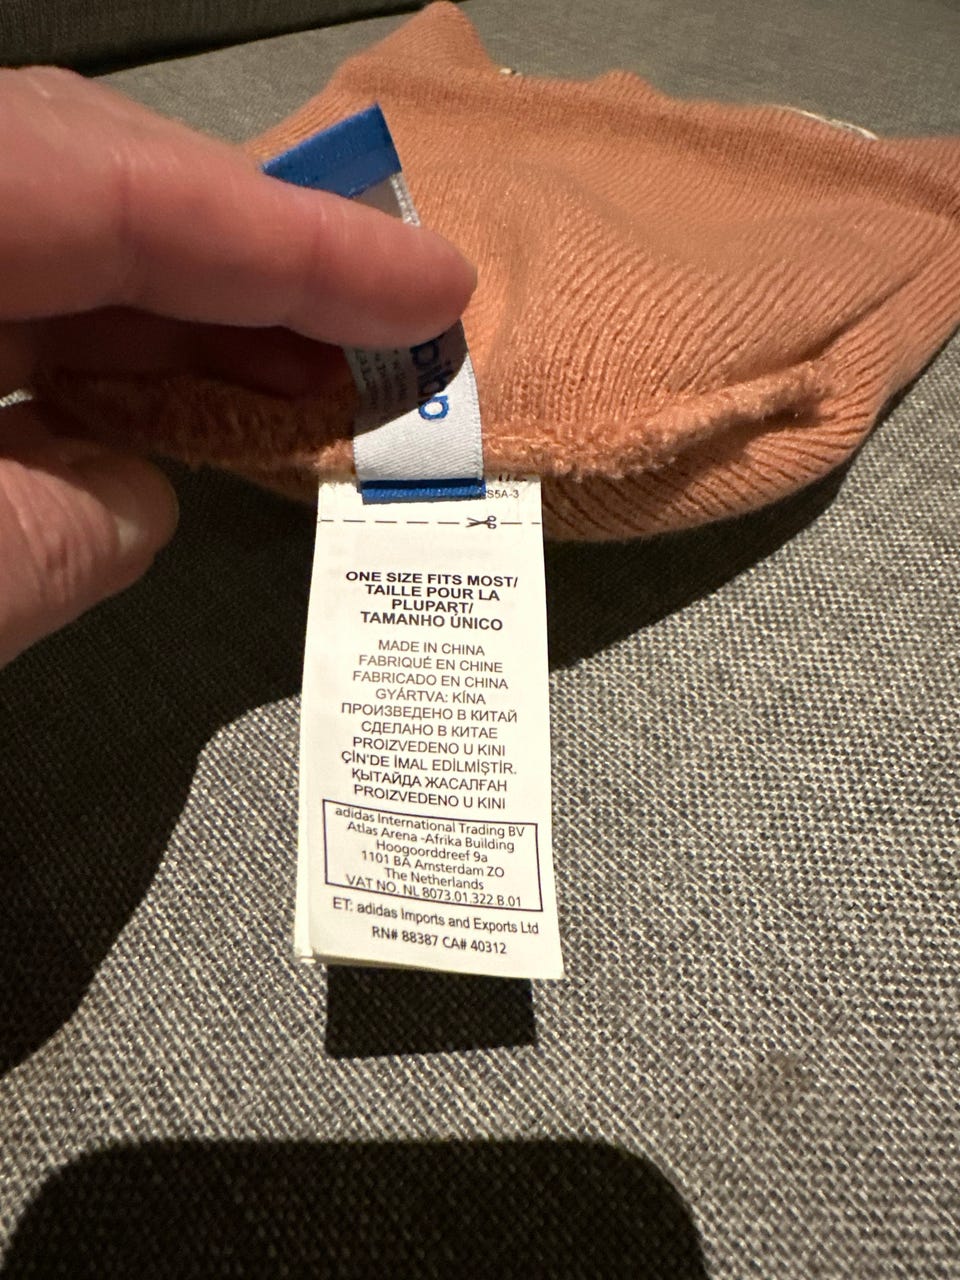 S5A-3
ONE SIZE FITS MOST/
TAILLE POUR LA
PLUPART/
TAMANHO ÚNICO
MADE IN CHINA
FABRIQUÉ EN CHINE
FABRICADO EN CHINA
GYÁRTVA: KÍNA
ПРОИЗВЕДЕНО В КИТАЙ
СДЕЛАНО В КИТАЕ
PROIZVEDENO U KINI
ÇİN'DE İMAL EDİLMİŞTİR.
ҚЫТАЙДА ЖАСАЛҒАН
PROIZVEDENO U KINI
adidas International Trading BV
Atlas Arena -Afrika Building
Hoogoorddreef 9a
1101 BA Amsterdam ZO
The Netherlands
VAT NO. NL 8073.01.322 B.01
ET: adidas Imports and Exports Ltd
RN# 88387 CA# 40312